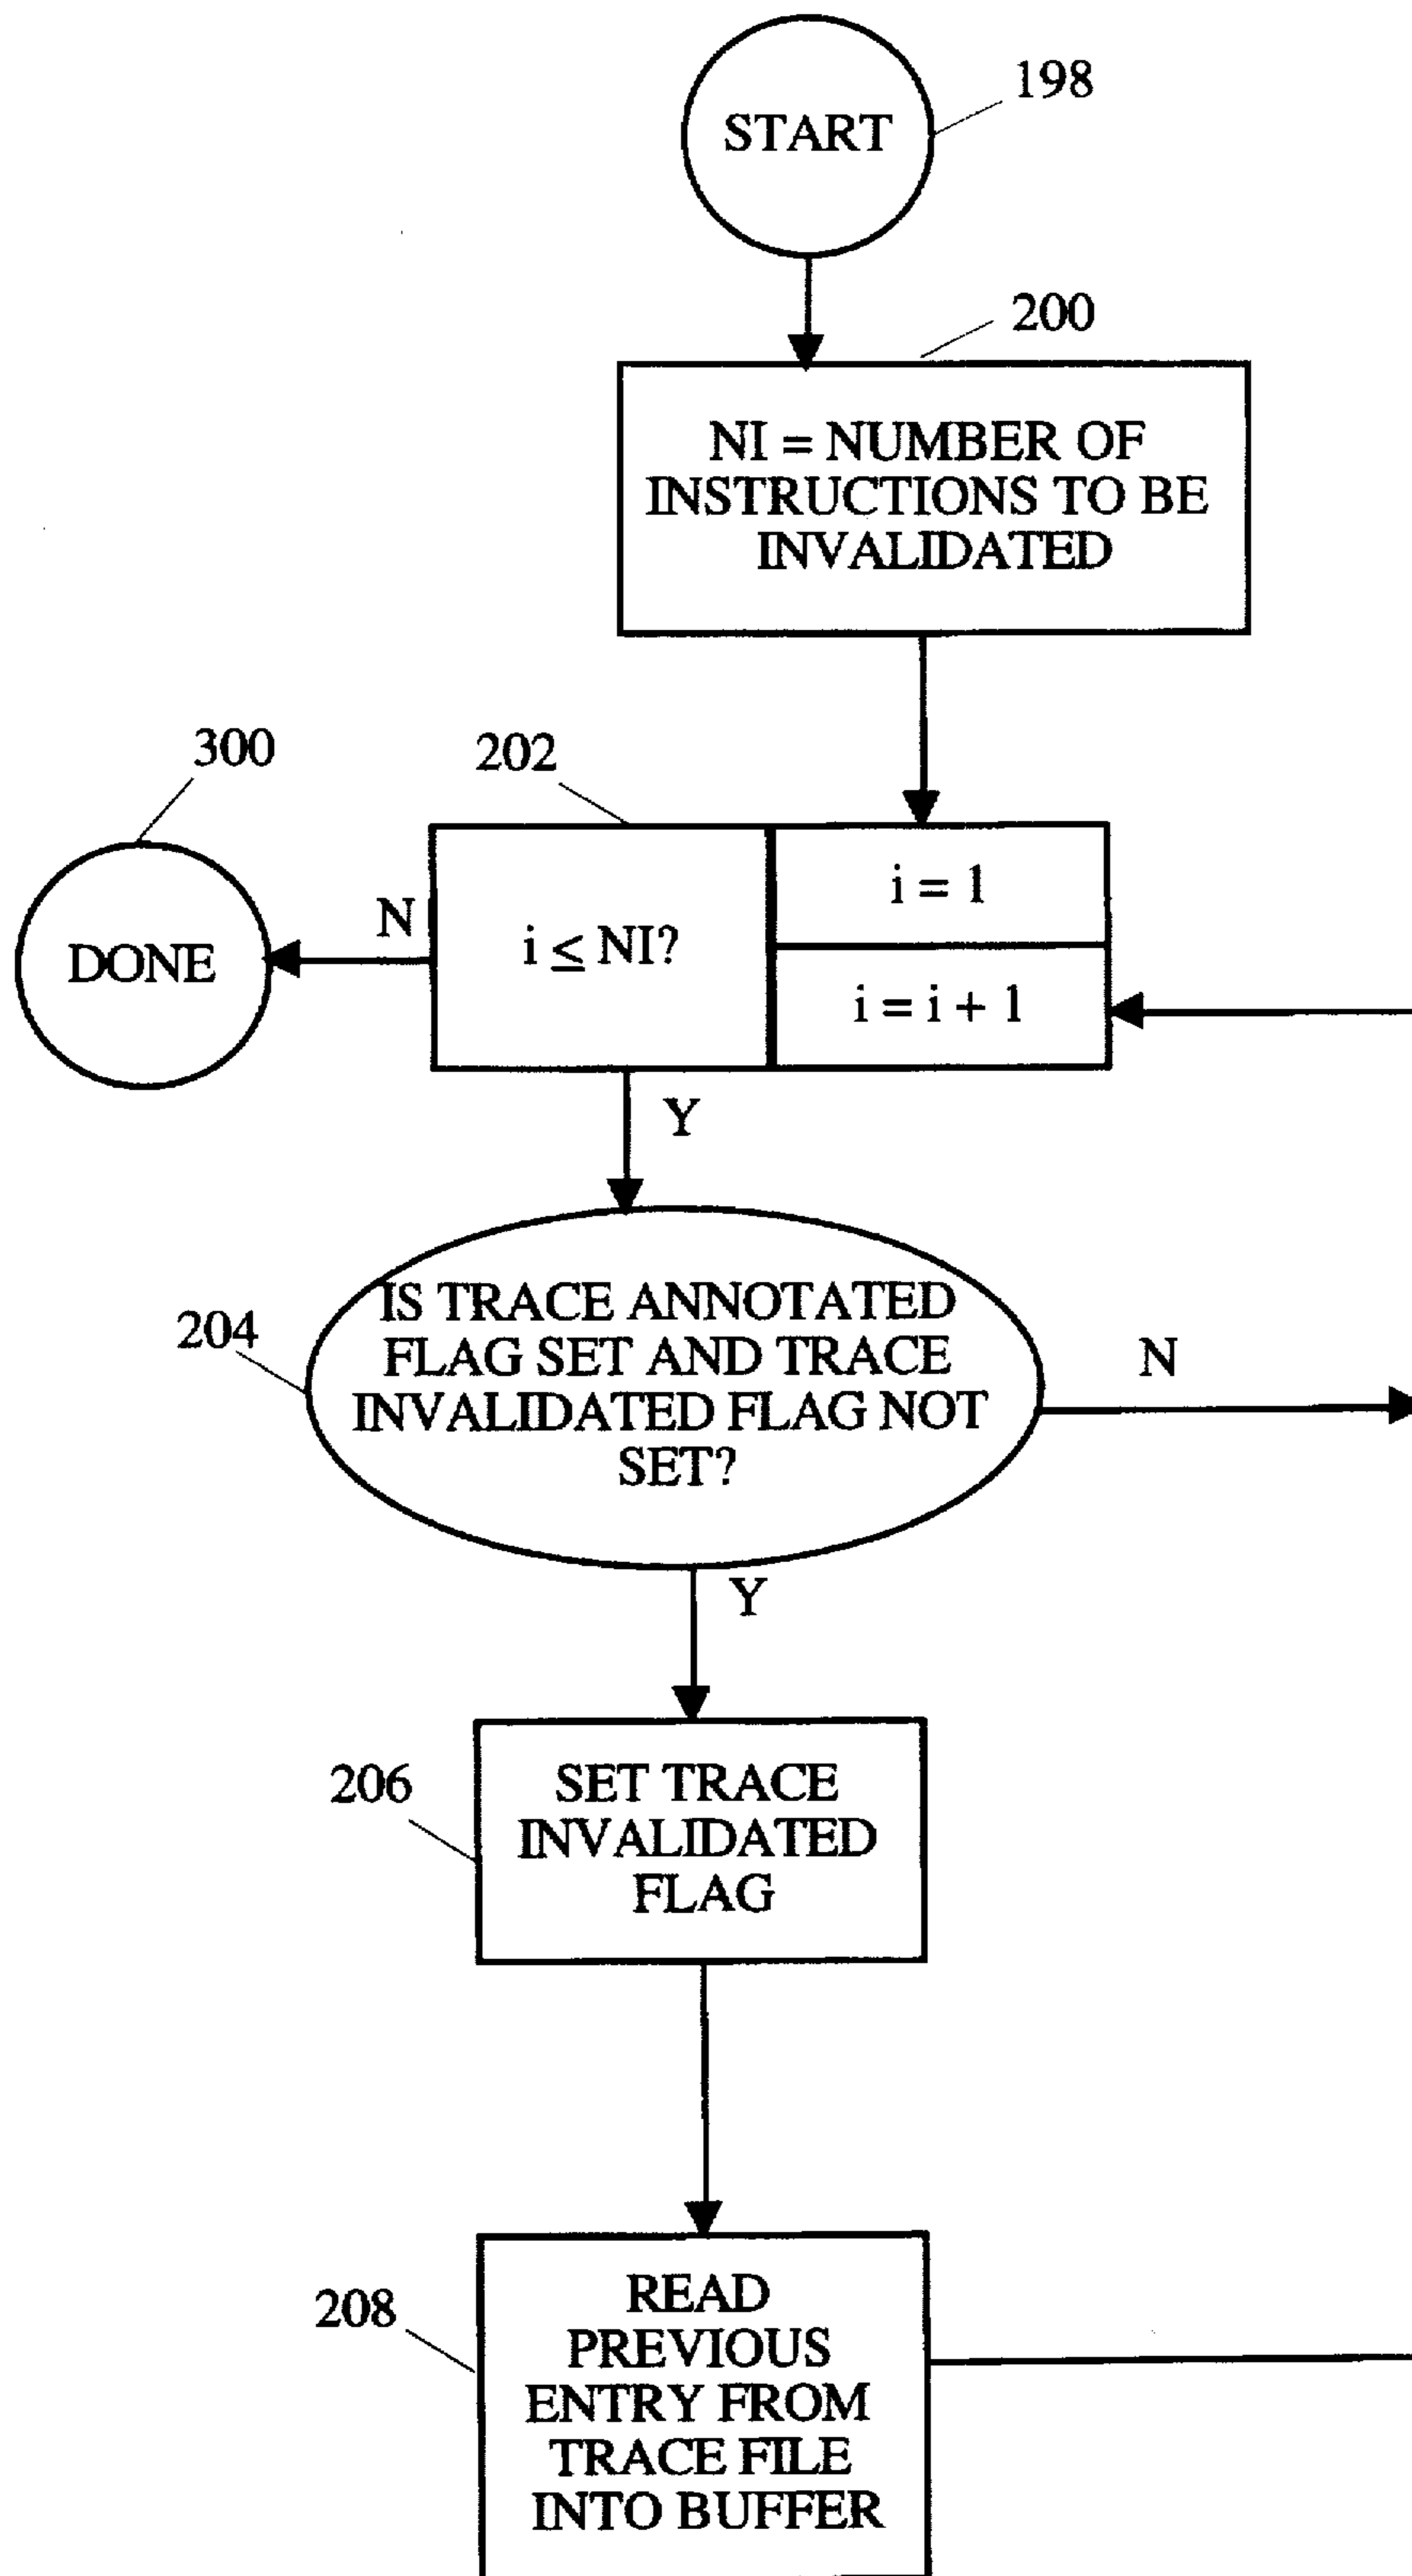 198
START
200
NI = NUMBER OF
INSTRUCTIONS TO BE
INVALIDATED
300
202
i = 1
N
DONE
i ≤ NI?
i = i + 1
Y
204
IS TRACE ANNOTATED
FLAG SET AND TRACE
INVALIDATED FLAG NOT
SET?
N
Y
206
SET TRACE
INVALIDATED
FLAG
208
READ
PREVIOUS
ENTRY FROM
TRACE FILE
INTO BUFFER